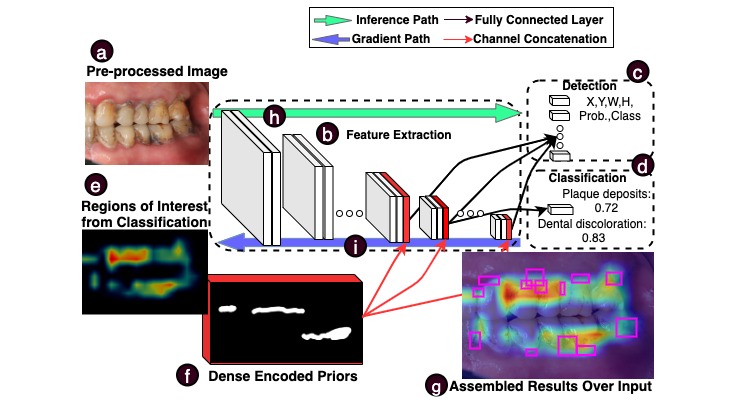 Inference Path
Fully Connected Layer
Gradient Path
Channel Concatenation
a
Pre-processed Image
c
Detection
X,Y,W,H,
Prob.,Class
h
b
Feature Extraction
d
Classification
Plaque deposits:
0.72
Dental discoloration:
0.83
e
Regions of Interest
from Classification
i
f
Dense Encoded Priors
g
Assembled Results Over Input